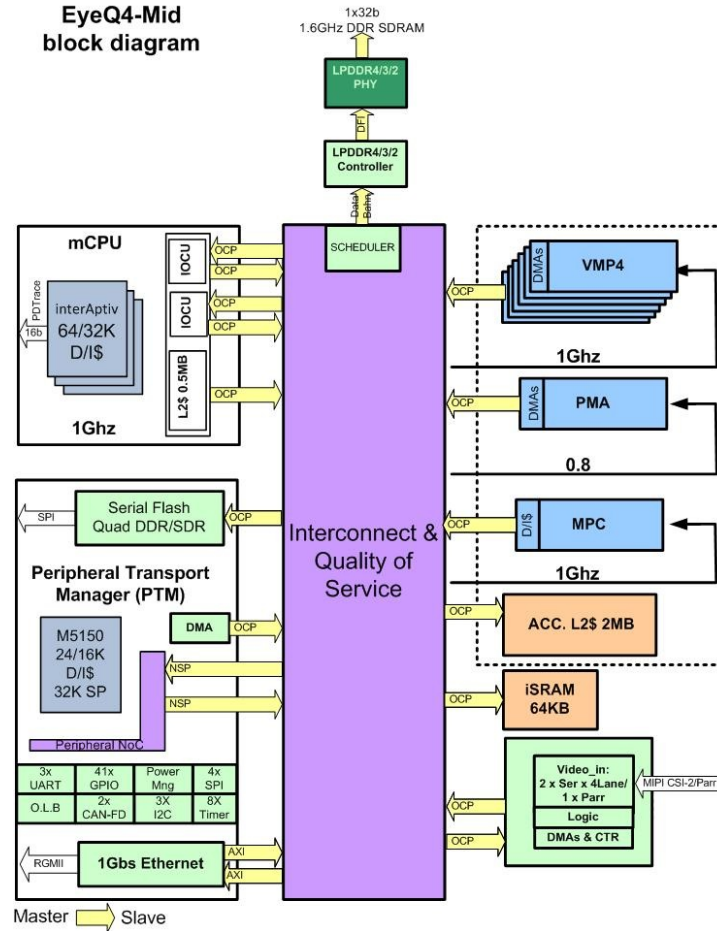 EyeQ4-Mid
block diagram
1x32b
1.6GHz DDR SDRAM
LPDDR4/3/2
PHY
DFI
LPDDR4/3/2
Controller
Data
Bahn
SCHEDULER
Interconnect &
Quality of
Service
mCPU
PDTrace
16b
interAptiv
64/32K
D/I$
1Ghz
IOCU
IOCU
L2$ 0.5MB
OCP
OCP
OCP
OCP
OCP
SPI
Serial Flash
Quad DDR/SDR
OCP
Peripheral Transport
Manager (PTM)
M5150
24/16K
D/I$
32K SP
DMA
OCP
NSP
NSP
Peripheral NoC
3x
UART
41x
GPIO
Power
Mng
4x
SPI
O.L.B
2x
CAN-FD
3X
I2C
8X
Timer
RGMII
1Gbs Ethernet
AXI
AXI
Master
Slave
OCP
DMAs
VMP4
1Ghz
OCP
DMAs
PMA
0.8
OCP
D/I$
MPC
1Ghz
OCP
ACC. L2$ 2MB
OCP
iSRAM
64KB
OCP
OCP
Video_in:
2 x Ser x 4Lane/
1 x Parr
Logic
DMAs & CTR
MIPI CSI-2/Parr